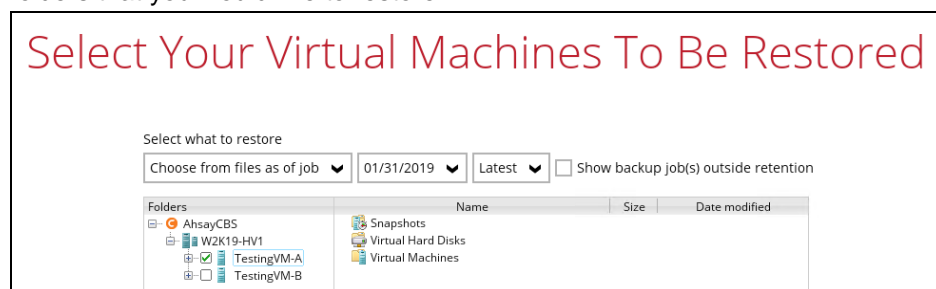 Select Your Virtual Machines To Be Restored
Select what to restore
Choose from files as of job 01/31/2019 Latest Show backup job(s) outside retention
Folders Name Size Date modified
AhsayCBS Snapshots
W2K19-HV1 Virtual Hard Disks
TestingVM-A Virtual Machines
TestingVM-B